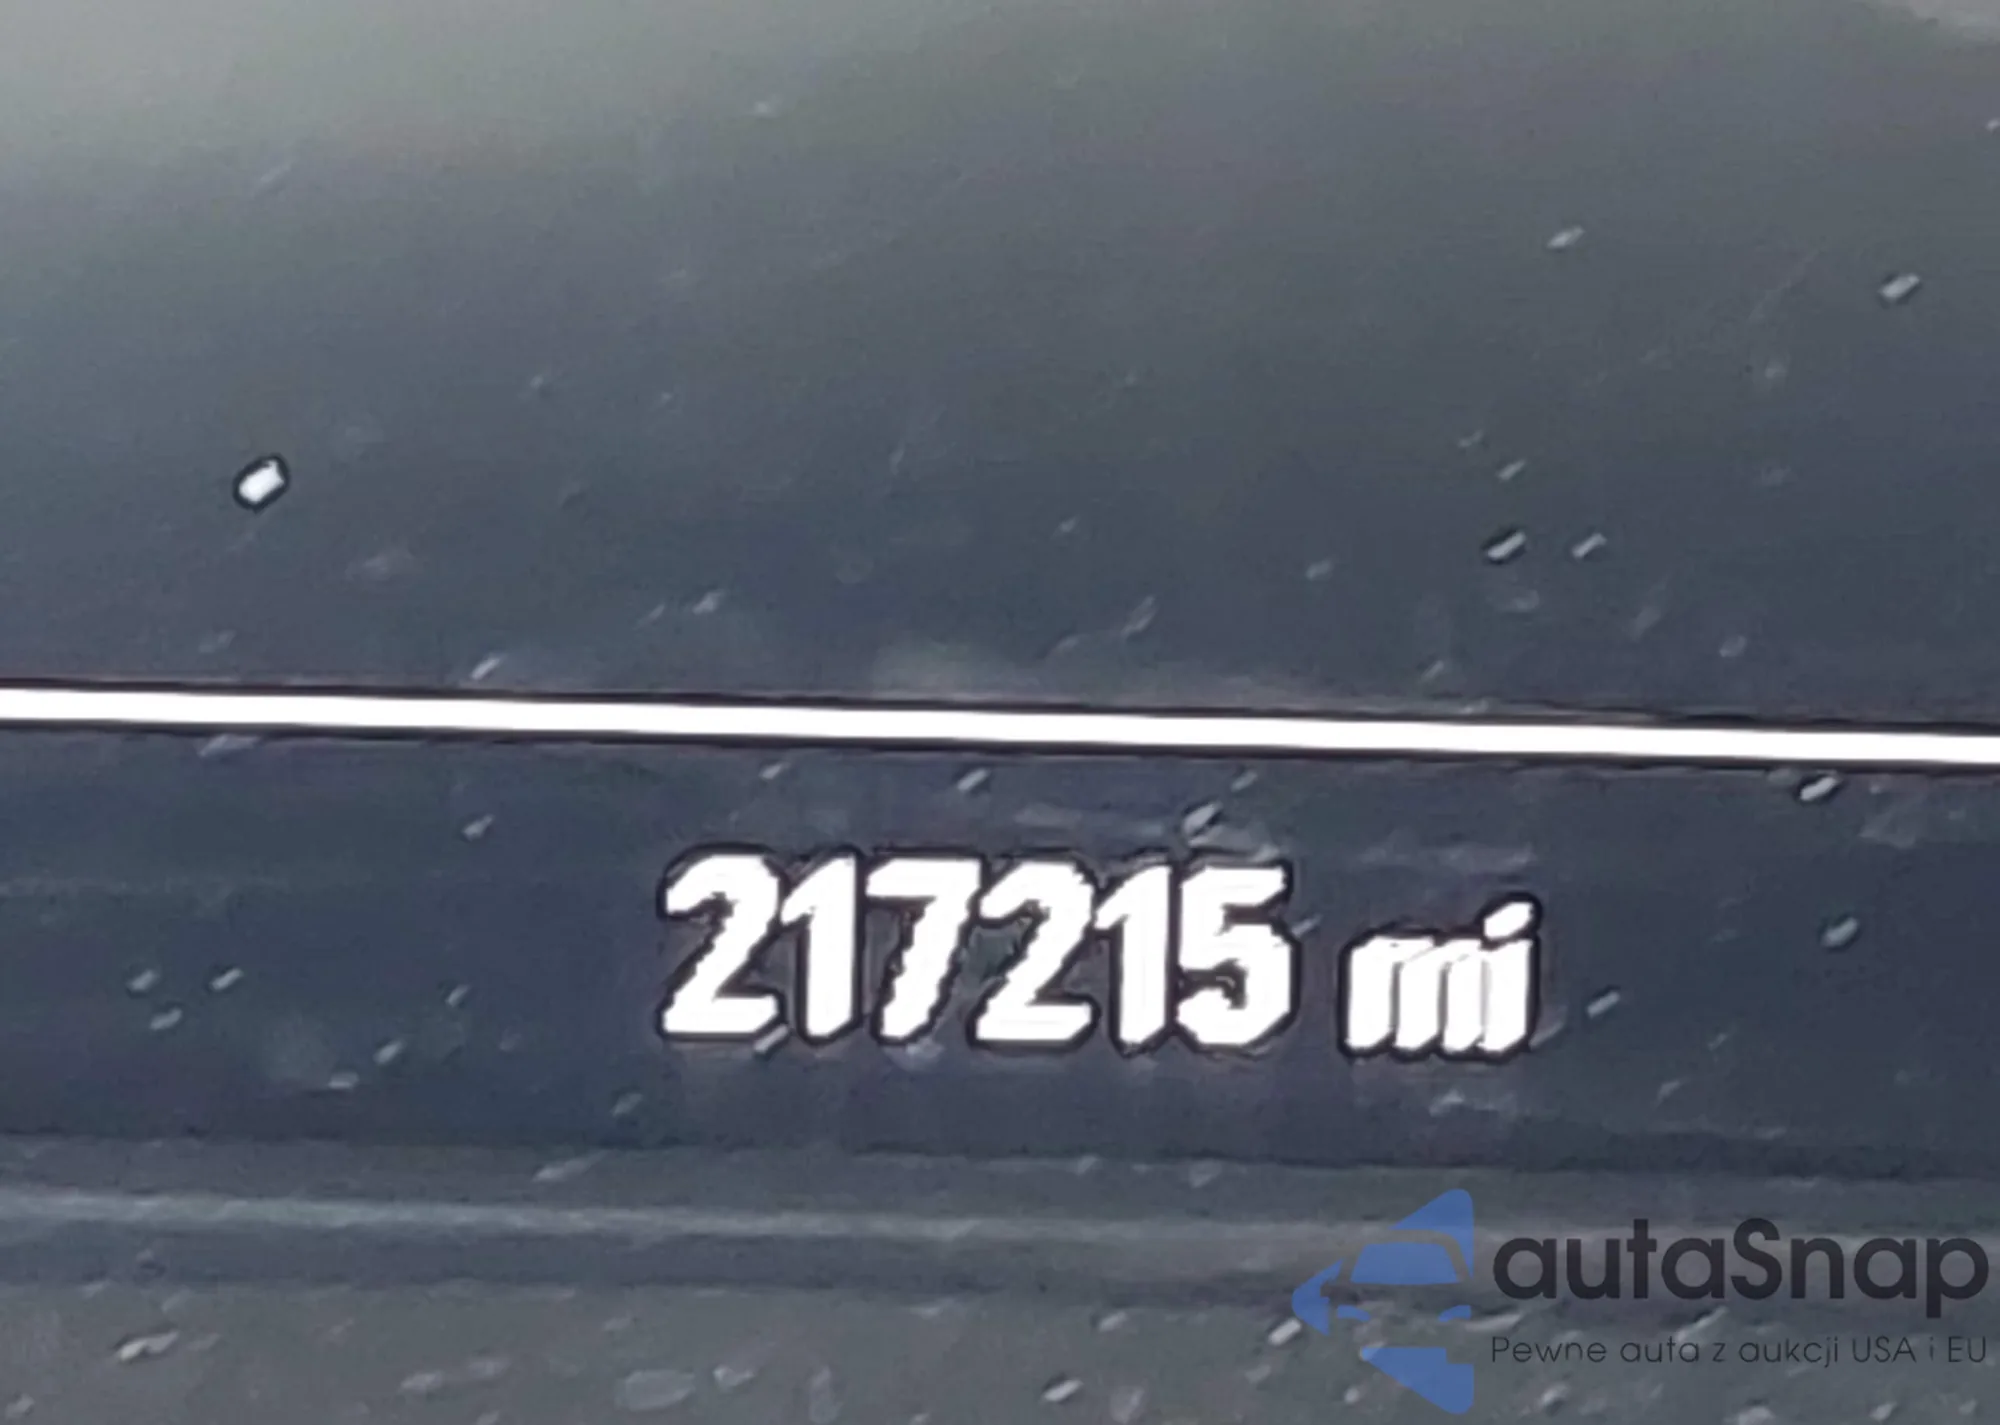 217215 mi
autaSnap
Pewne auta z aukcji USA i EU